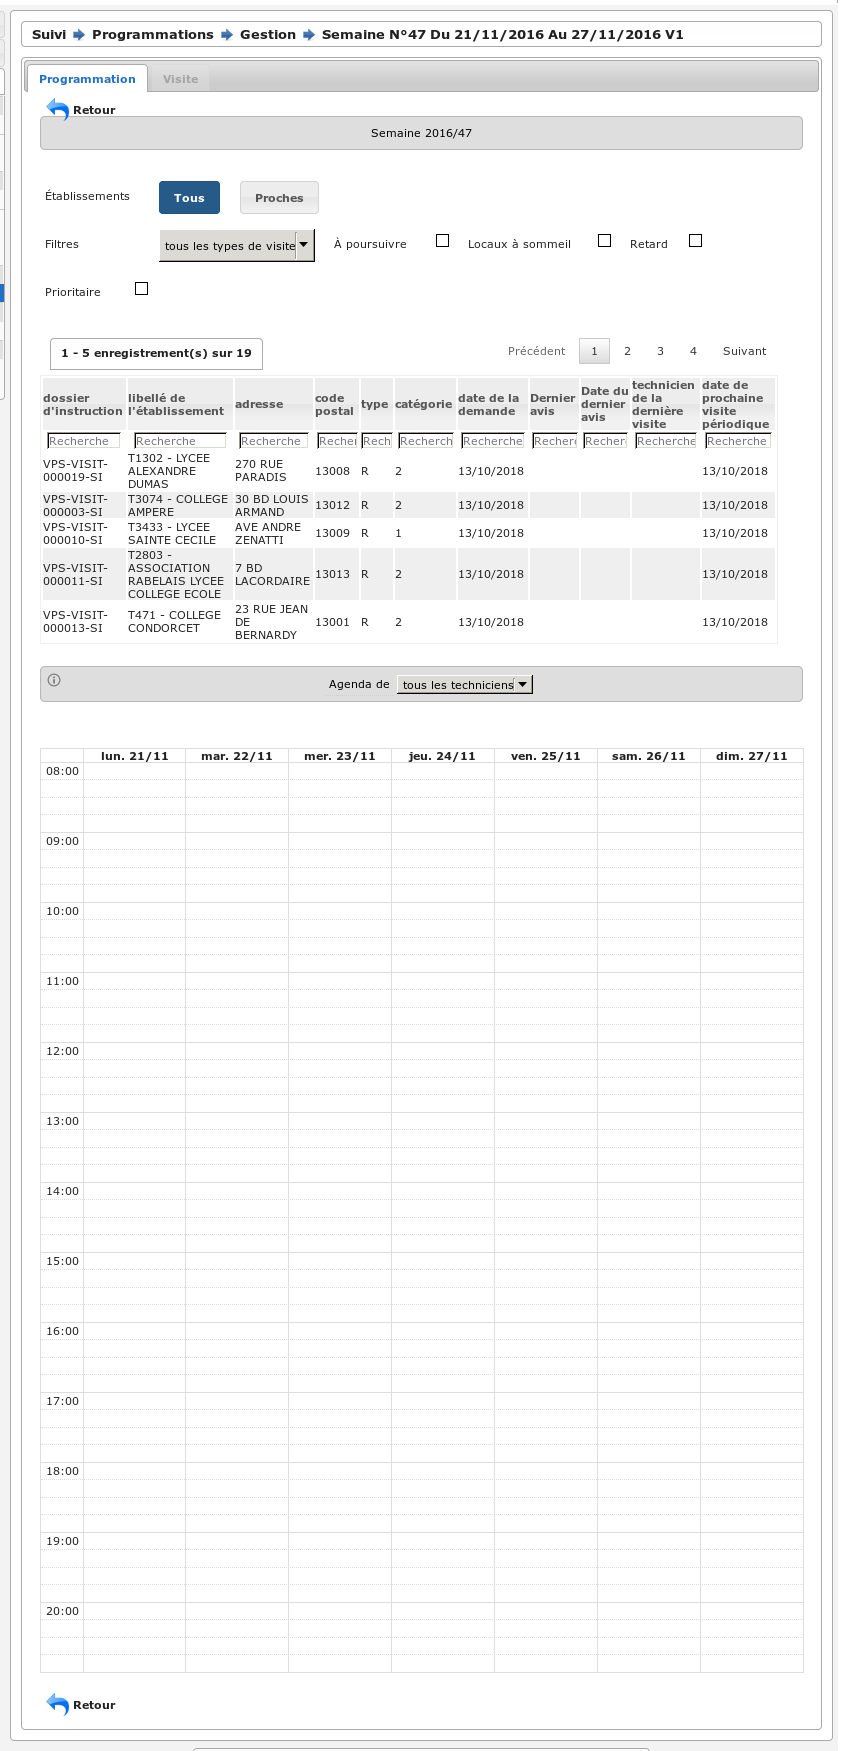 Suivi Programmations Gestion Semaine N°47 Du 21/11/2016 Au 27/11/2016 V1
Programmation Visite
Retour
Semaine 2016/47
Établissements Tous Proches
Filtres tous les types de visite À poursuivre Locaux à sommeil Retard
Prioritaire
1 - 5 enregistrement(s) sur 19 Précédent 1 2 3 4 Suivant
dossier d'instruction libellé de l'établissement adresse code postal type catégorie date de la demande Dernier avis Date du dernier avis technicien de la dernière visite date de prochaine visite périodique
Recherche Recherche Recherche Recher Rech Recherch Recherche Recher Recher Recherche Recherche
VPS-VISIT-000019-SI T1302 - LYCEE ALEXANDRE DUMAS 270 RUE PARADIS 13008 R 2 13/10/2018 13/10/2018
VPS-VISIT-000003-SI T3074 - COLLEGE AMPERE 30 BD LOUIS ARMAND 13012 R 2 13/10/2018 13/10/2018
VPS-VISIT-000010-SI T3433 - LYCEE SAINTE CECILE AVE ANDRE ZENATTI 13009 R 1 13/10/2018 13/10/2018
VPS-VISIT-000011-SI T2803 - ASSOCIATION RABELAIS LYCEE COLLEGE ECOLE 7 BD LACORDAIRE 13013 R 2 13/10/2018 13/10/2018
VPS-VISIT-000013-SI T471 - COLLEGE CONDORCET 23 RUE JEAN DE BERNARDY 13001 R 2 13/10/2018 13/10/2018
Agenda de tous les techniciens
lun. 21/11 mar. 22/11 mer. 23/11 jeu. 24/11 ven. 25/11 sam. 26/11 dim. 27/11
08:00
09:00
10:00
11:00
12:00
13:00
14:00
15:00
16:00
17:00
18:00
19:00
20:00
Retour